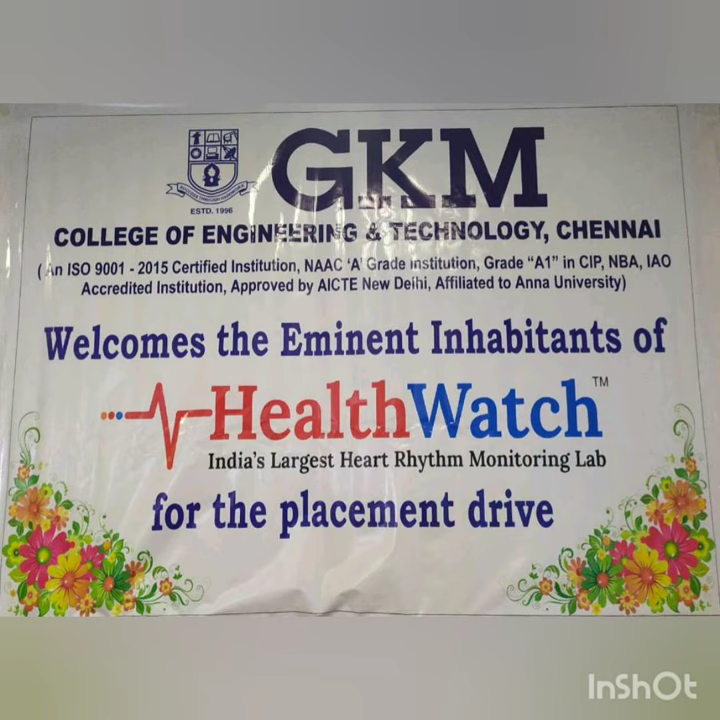 GKM
ESTD. 1996
COLLEGE OF ENGINEERING & TECHNOLOGY, CHENNAI
(An ISO 9001 - 2015 Certified Institution, NAAC 'A' Grade Institution, Grade "A1" in CIP, NBA, IAO
Accredited Institution, Approved by AICTE New Delhi, Affiliated to Anna University)
Welcomes the Eminent Inhabitants of
HealthWatch™
India's Largest Heart Rhythm Monitoring Lab
for the placement drive
InShOt